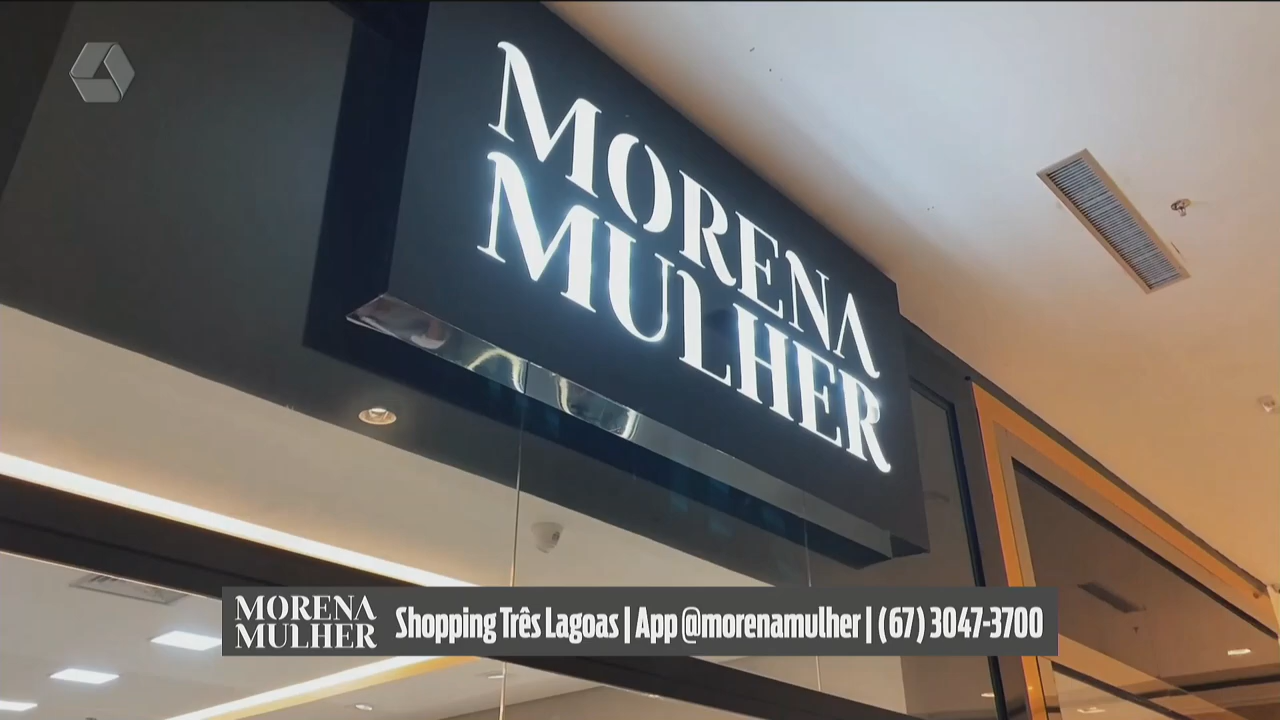 MORENA
MULHER
MORENA
MULHER
Shopping Três Lagoas | App @morenamulher | (67) 3047-3700